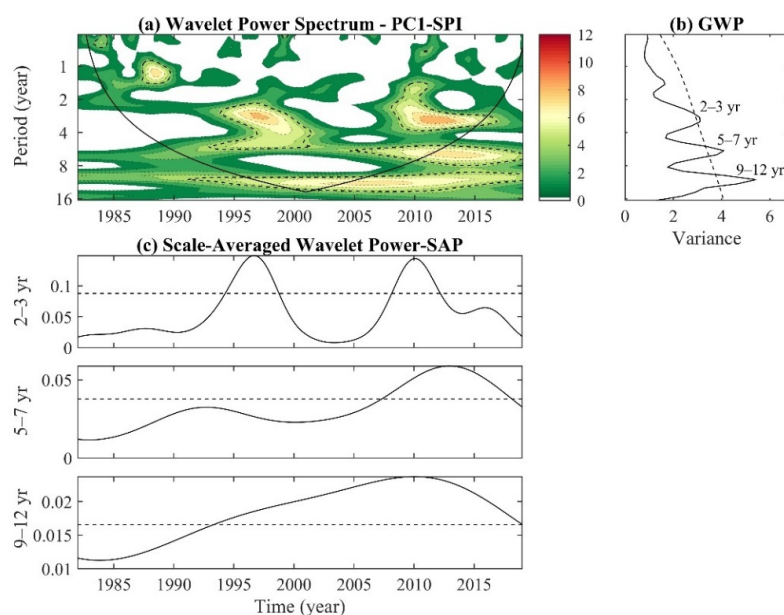 (a) Wavelet Power Spectrum - PC1-SPI
Period (year)
1
2
4
8
16
1985 1990 1995 2000 2005 2010 2015
12
10
8
6
4
2
0
(b) GWP
2–3 yr
5–7 yr
9–12 yr
0 2 4 6
Variance
(c) Scale-Averaged Wavelet Power-SAP
2–3 yr
0.1
0.05
0
5–7 yr
0.05
0
9–12 yr
0.02
0.015
0.01
1985 1990 1995 2000 2005 2010 2015
Time (year)